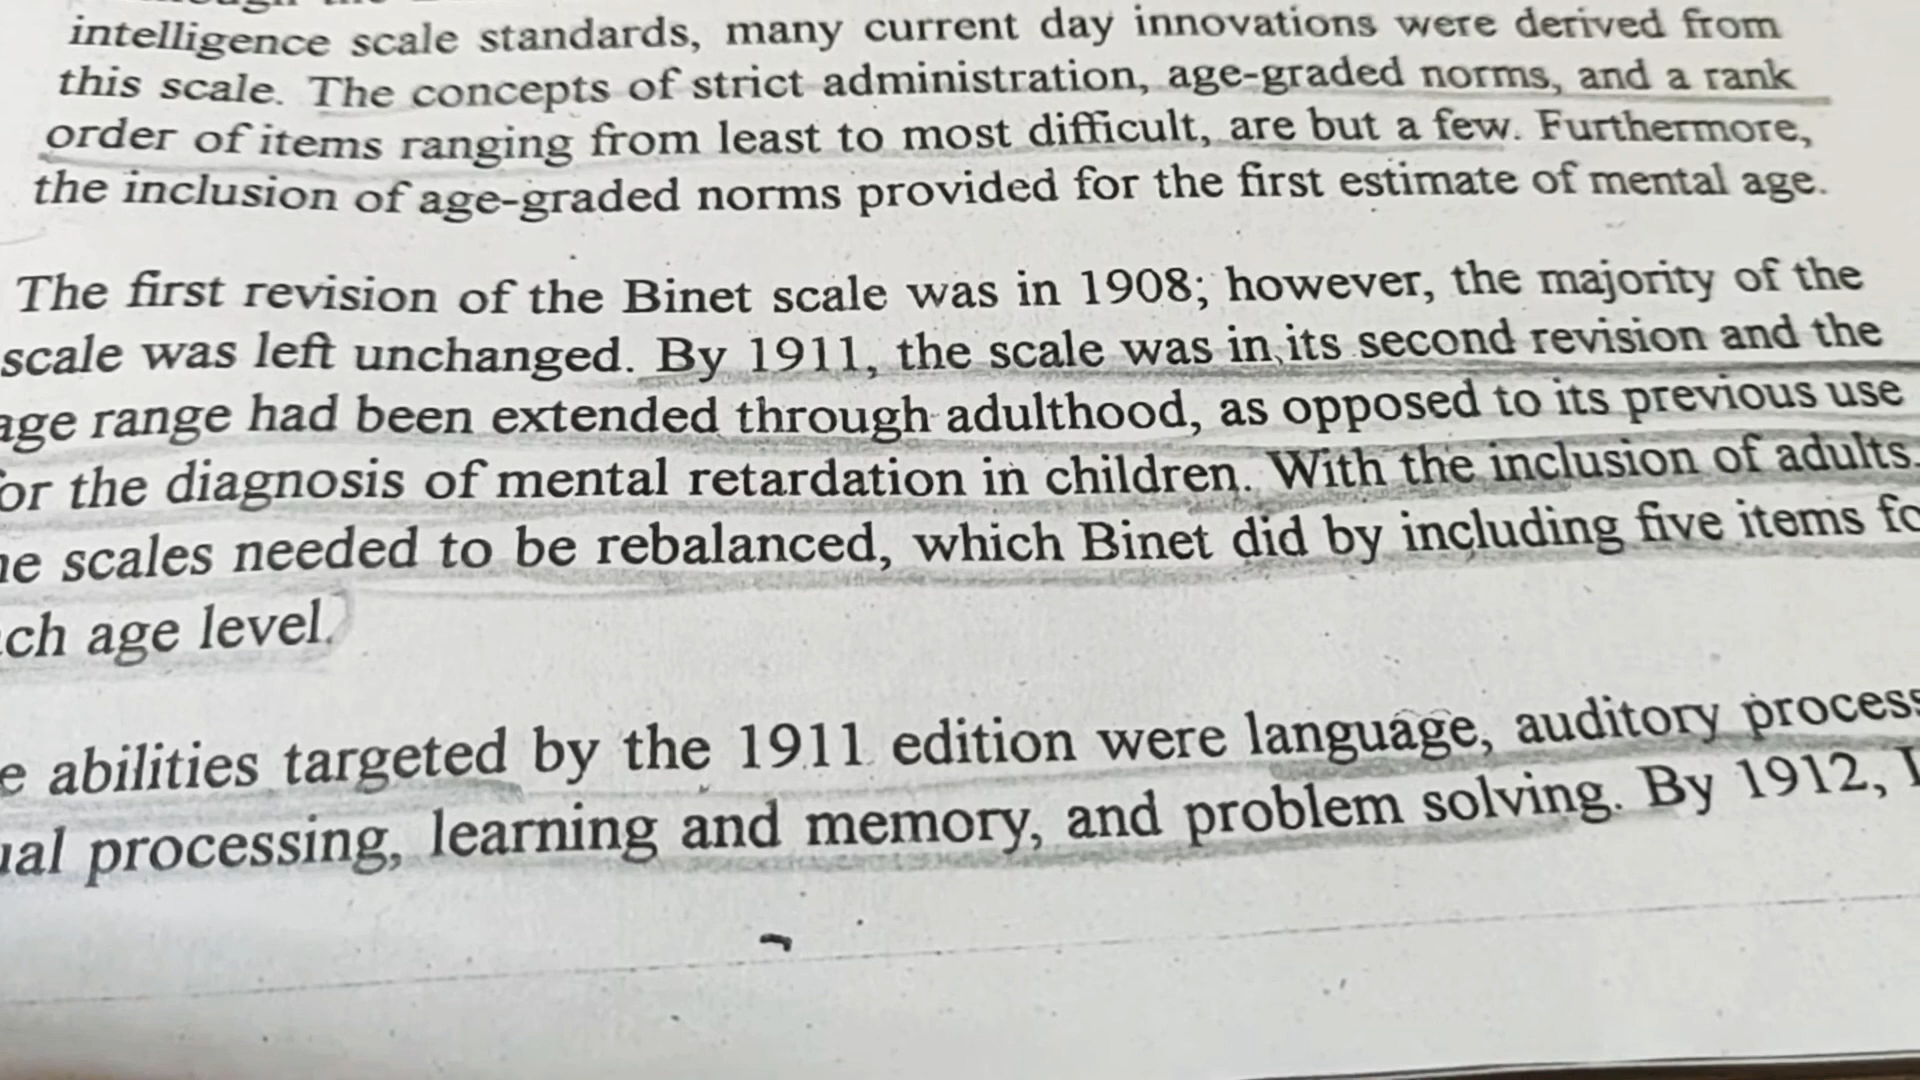 intelligence scale standards, many current day innovations were derived from
this scale. The concepts of strict administration, age-graded norms, and a rank
order of items ranging from least to most difficult, are but a few. Furthermore,
the inclusion of age-graded norms provided for the first estimate of mental age.
The first revision of the Binet scale was in 1908; however, the majority of the
scale was left unchanged. By 1911, the scale was in its second revision and the
age range had been extended through adulthood, as opposed to its previous use
or the diagnosis of mental retardation in children. With the inclusion of adults,
he scales needed to be rebalanced, which Binet did by including five items fo
ch age level.
e abilities targeted by the 1911 edition were language, auditory process
ual processing, learning and memory, and problem solving. By 1912,